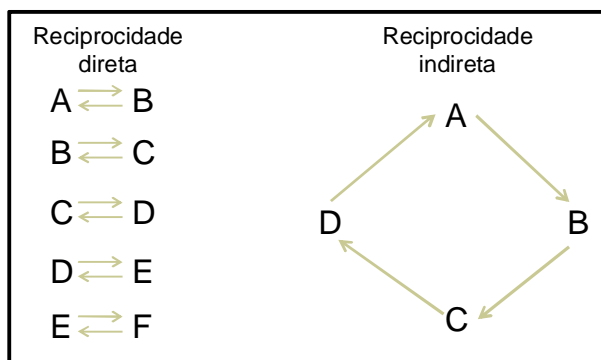 Reciprocidade
direta
A B
B C
C D
D E
E F
Reciprocidade
indireta
A
D B
C